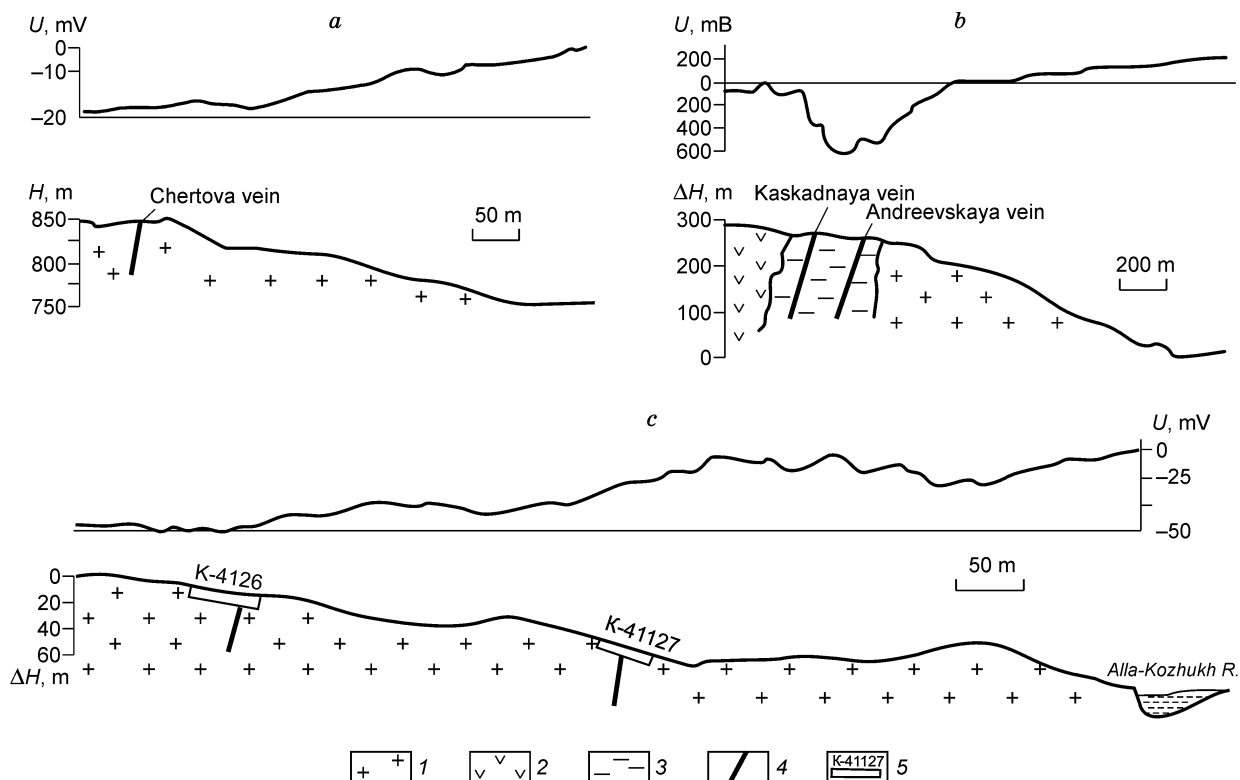 a
U, mV
0
–10
–20
H, m
850
800
750
Chertova vein
50 m
b
U, mB
200
0
200
400
600
ΔH, m
300
200
100
0
Kaskadnaya vein
Andreevskaya vein
200 m
c
U, mV
0
–25
–50
50 m
0
20
40
60
ΔH, m
K-4126
K-41127
Alla-Kozhukh R.
1
2
3
4
K-41127
5